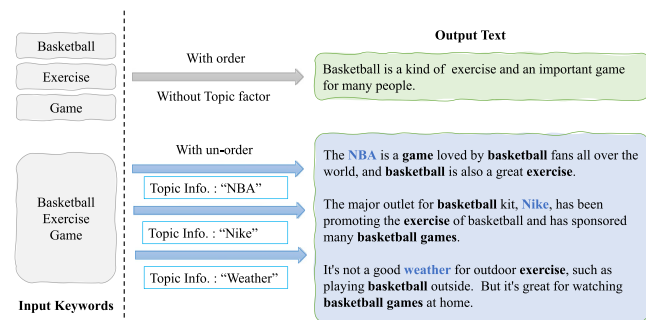 Output Text
Basketball
Exercise
Game
With order
Without Topic factor
Basketball is a kind of exercise and an important game
for many people.
Basketball
Exercise
Game
With un-order
Topic Info. : “NBA”
Topic Info. : “Nike”
Topic Info. : “Weather”
The NBA is a game loved by basketball fans all over the
world, and basketball is also a great exercise.
The major outlet for basketball kit, Nike, has been
promoting the exercise of basketball and has sponsored
many basketball games.
It's not a good weather for outdoor exercise, such as
playing basketball outside. But it's great for watching
basketball games at home.
Input Keywords